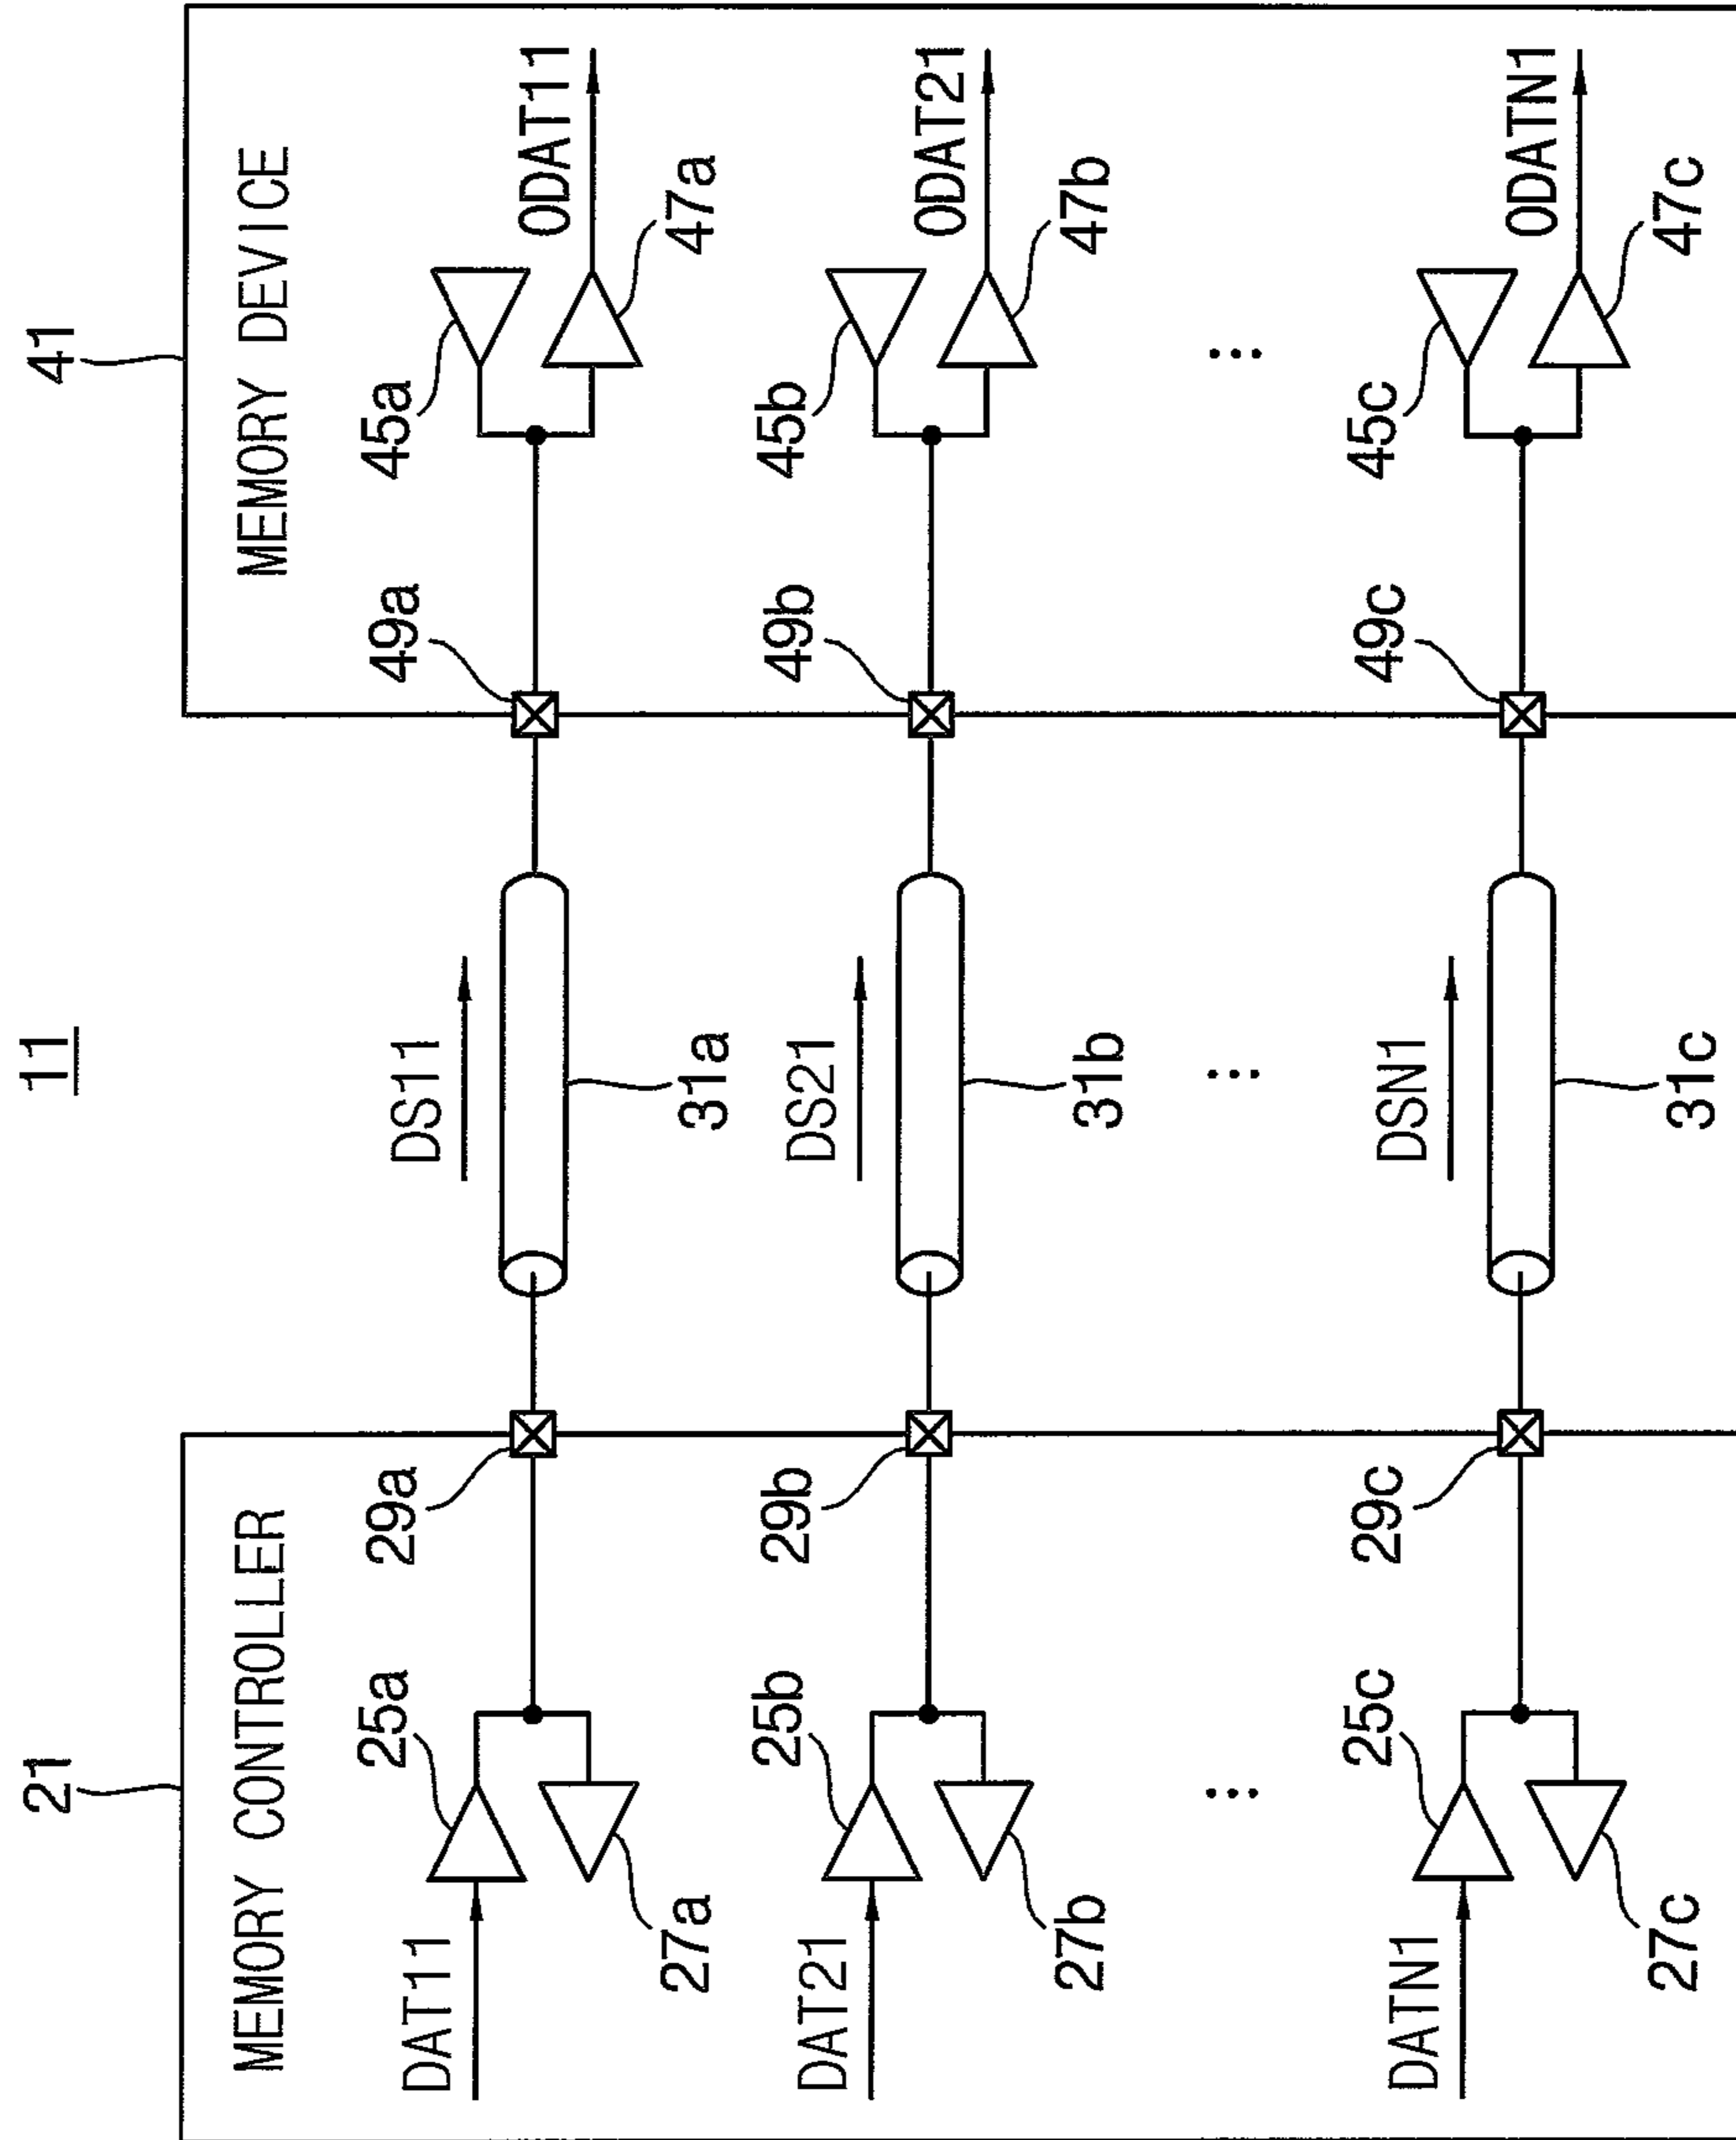 11
21
41
MEMORY CONTROLLER
MEMORY DEVICE
25a
29a
DS11
49a
45a
ODAT11
DAT11
27a
31a
47a
25b
29b
DS21
49b
45b
ODAT21
DAT21
27b
31b
47b
25c
29c
DSN1
49c
45c
ODATN1
DATN1
27c
31c
47c